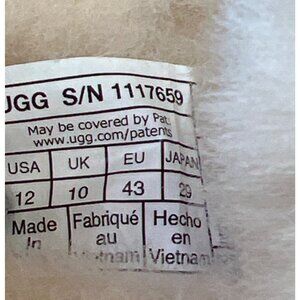 UGG S/N 1117659
May be covered by Pat.
www.ugg.com/patents
USA UK EU JAPAN
12 10 43 29
Made Fabriqué Hecho
in au en
Vietnam Vietnam